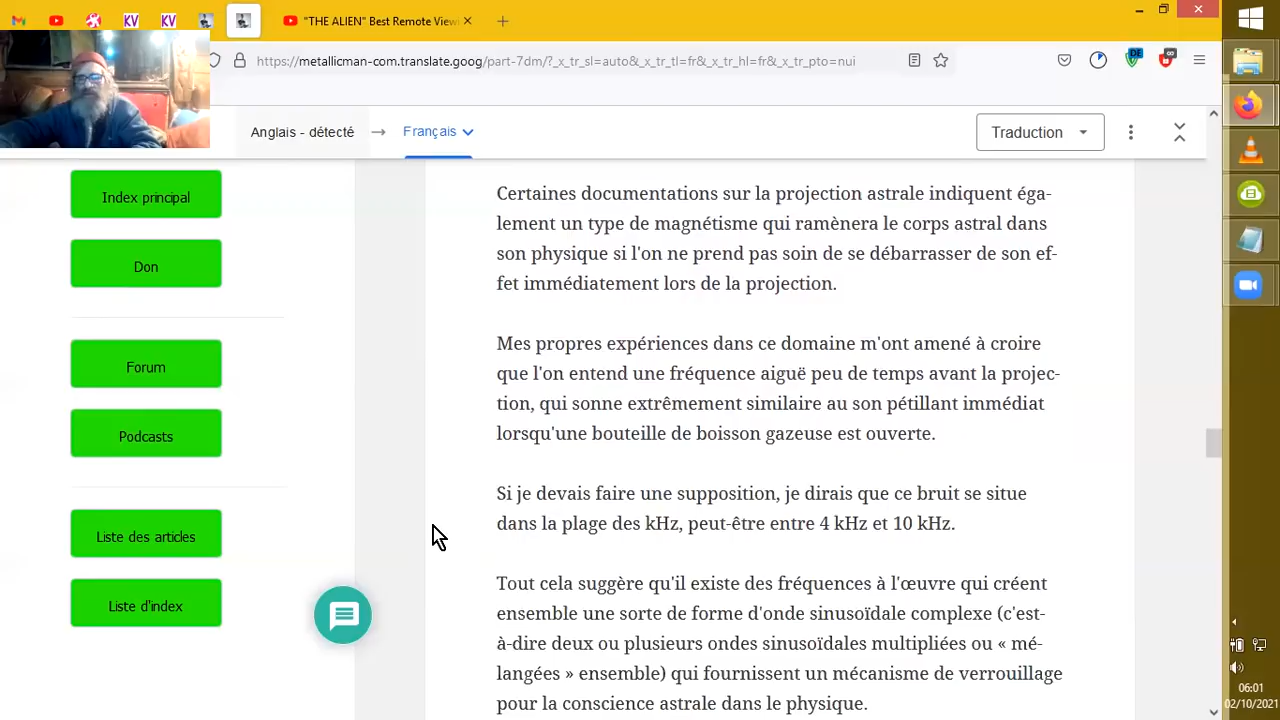 KV
KV
"THE ALIEN" Best Remote Viewi
https://metallicman-com.translate.goog/part-7dm/?_x_tr_sl=auto&_x_tr_tl=fr&_x_tr_hl=fr&_x_tr_pto=nui
DE
Anglais - détecté
Français
Traduction
Index principal
Don
Forum
Podcasts
Liste des articles
Liste d'index
Certaines documentations sur la projection astrale indiquent éga-
lement un type de magnétisme qui ramènera le corps astral dans
son physique si l'on ne prend pas soin de se débarrasser de son ef-
fet immédiatement lors de la projection.
Mes propres expériences dans ce domaine m'ont amené à croire
que l'on entend une fréquence aiguë peu de temps avant la projec-
tion, qui sonne extrêmement similaire au son pétillant immédiat
lorsqu'une bouteille de boisson gazeuse est ouverte.
Si je devais faire une supposition, je dirais que ce bruit se situe
dans la plage des kHz, peut-être entre 4 kHz et 10 kHz.
Tout cela suggère qu'il existe des fréquences à l'œuvre qui créent
ensemble une sorte de forme d'onde sinusoïdale complexe (c'est-
à-dire deux ou plusieurs ondes sinusoïdales multipliées ou « mé-
langées » ensemble) qui fournissent un mécanisme de verrouillage
pour la conscience astrale dans le physique.
06:01
02/10/2021